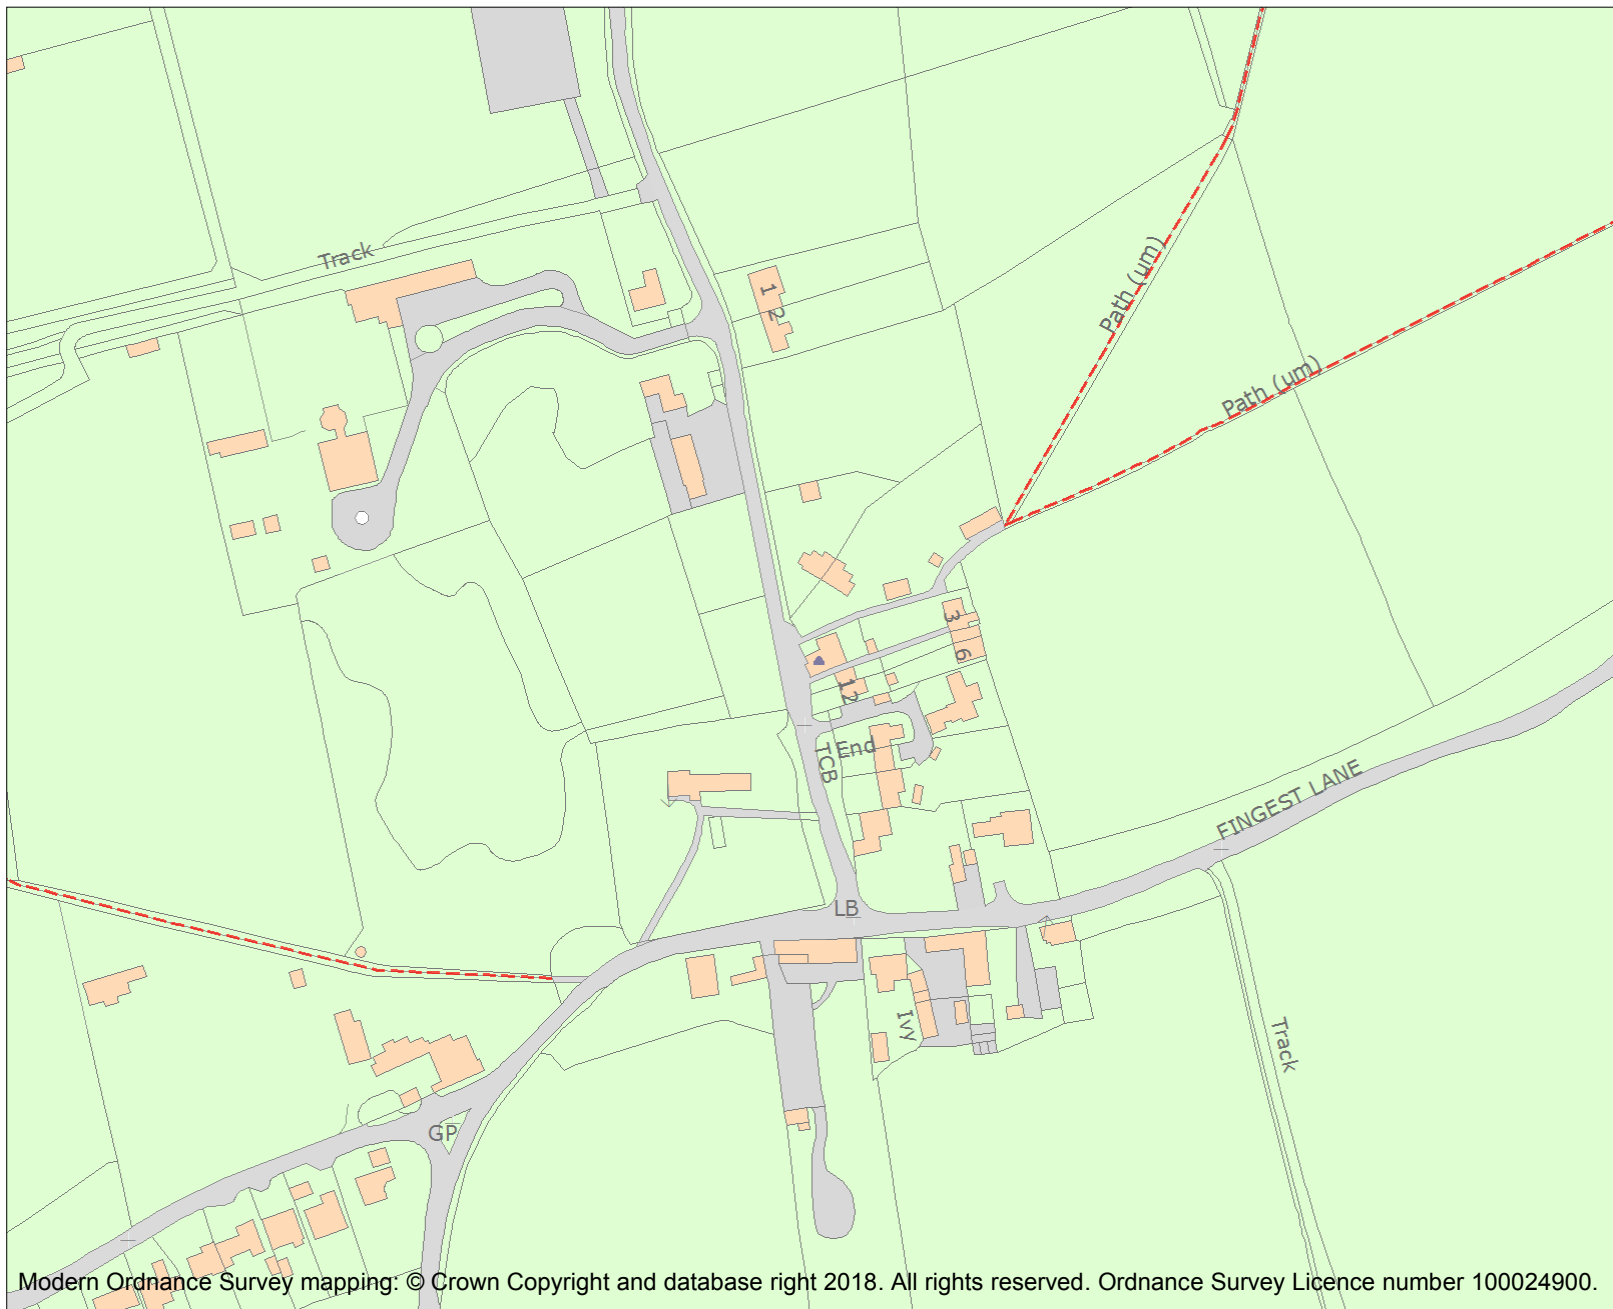 Track
1
2
Path (um)
Path (um)
3
6
12
End
TCB
FINGEST LANE
LB
Ivy
Track
GP
Modern Ordnance Survey mapping: © Crown Copyright and database right 2018. All rights reserved. Ordnance Survey Licence number 100024900.